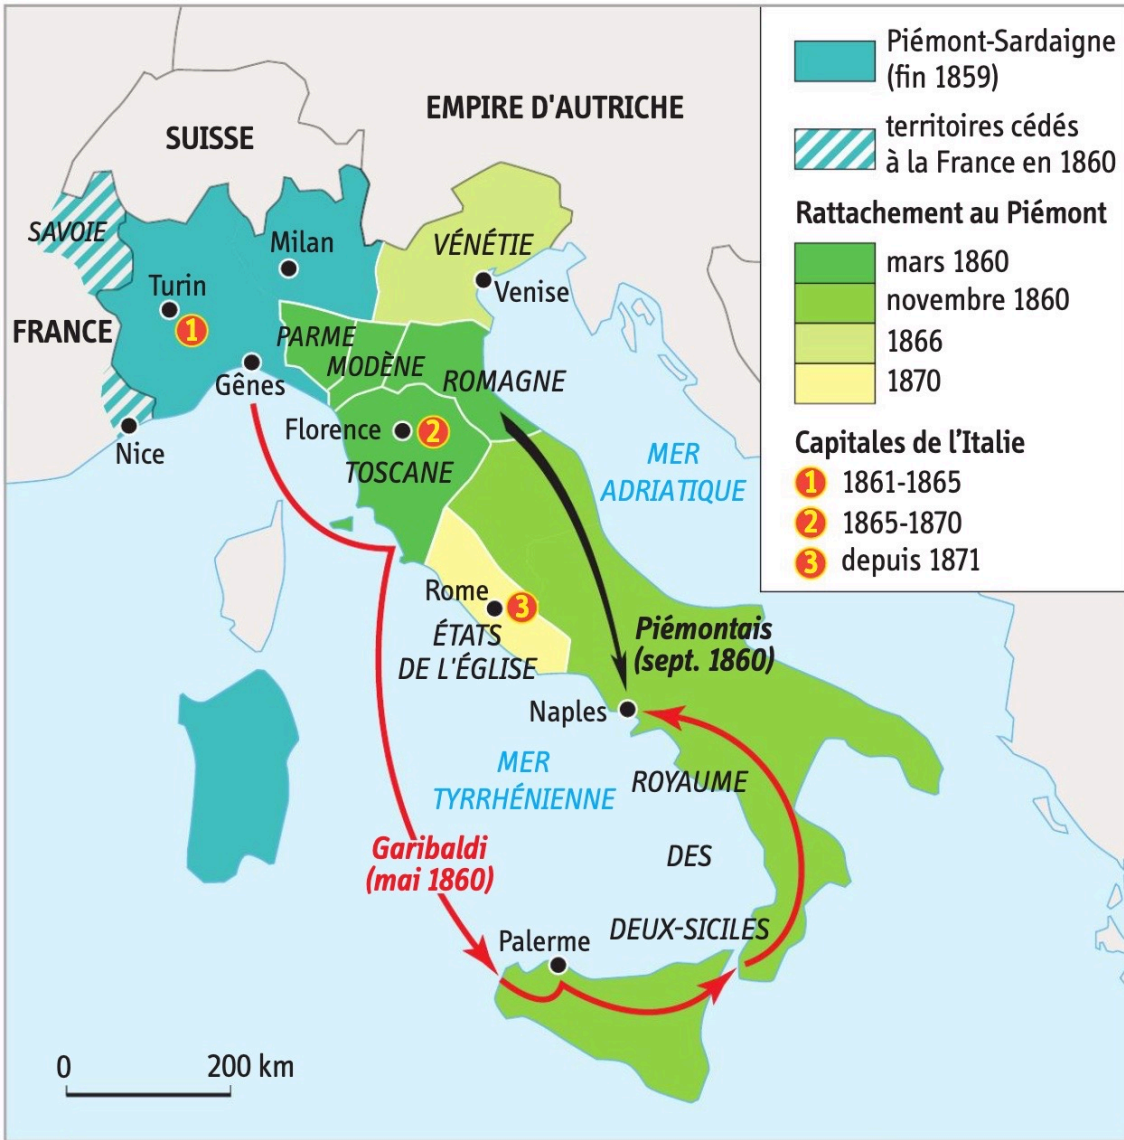 SUISSE
EMPIRE D'AUTRICHE
SAVOIE
Milan
VÉNÉTIE
Turin
Venise
1
FRANCE
PARME
MODÈNE
ROMAGNE
Gênes
Florence
2
Nice
TOSCANE
MER
ADRIATIQUE
Rome
3
ÉTATS
DE L'ÉGLISE
Piémontais
(sept. 1860)
Naples
MER
TYRRHÉNIENNE
ROYAUME
DES
DEUX-SICILES
Garibaldi
(mai 1860)
Palerme
0 200 km
Piémont-Sardaigne
(fin 1859)
territoires cédés
à la France en 1860
Rattachement au Piémont
mars 1860
novembre 1860
1866
1870
Capitales de l'Italie
1 1861-1865
2 1865-1870
3 depuis 1871